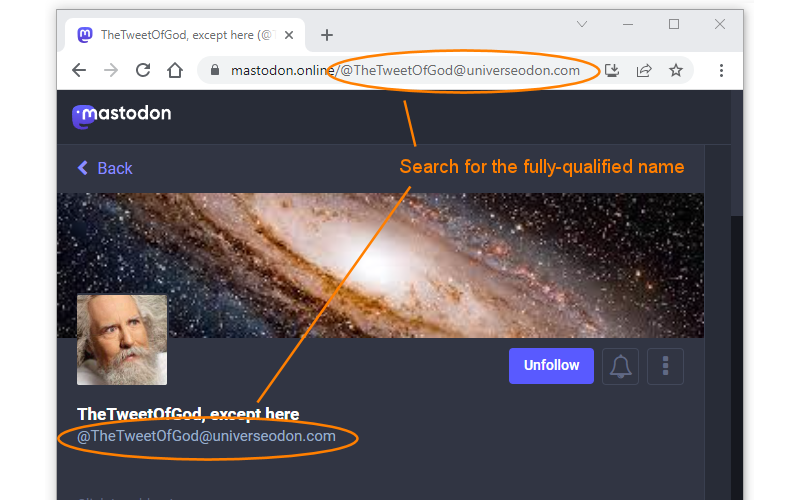 TheTweetOfGod, except here (@T
mastodon.online/@TheTweetOfGod@universeodon.com
mastodon
Back
Search for the fully-qualified name
Unfollow
TheTweetOfGod, except here
@TheTweetOfGod@universeodon.com